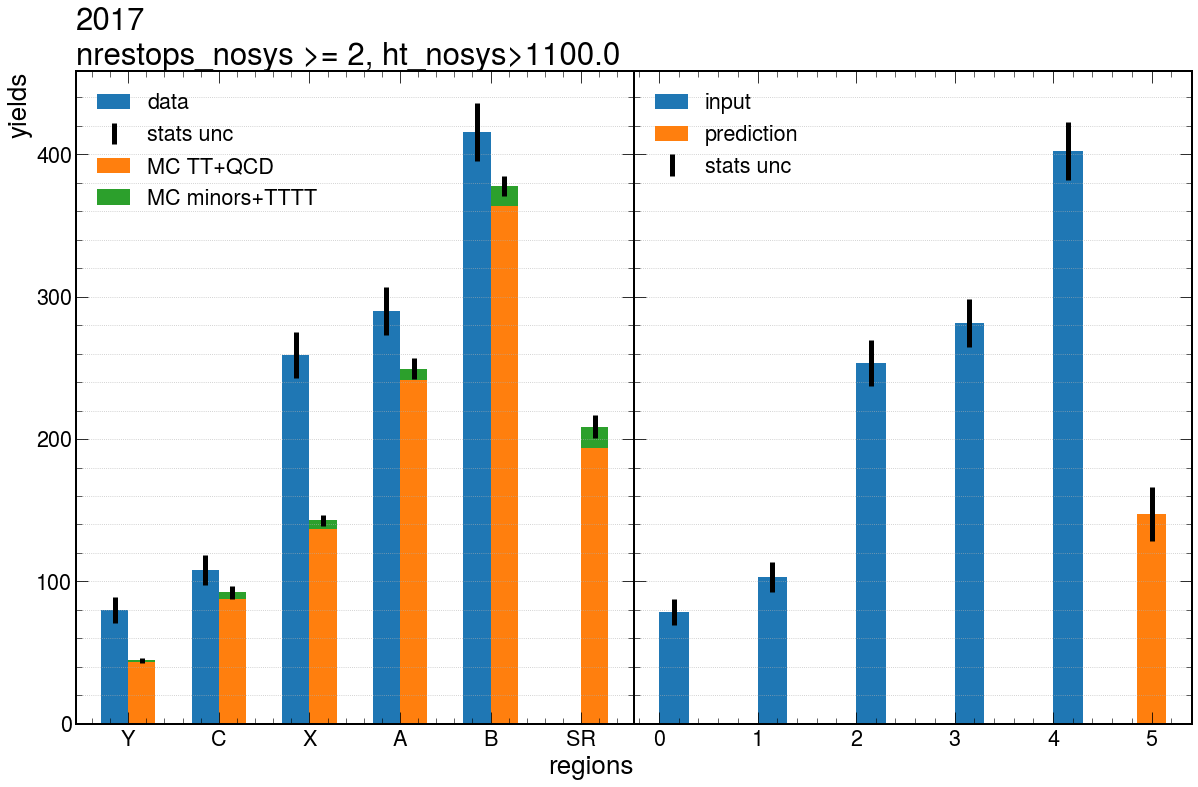 2017
nrestops_nosys >= 2, ht_nosys>1100.0
yields
data
stats unc
MC TT+QCD
MC minors+TTTT
input
prediction
stats unc
400
300
200
100
0
Y C X A B SR
0 1 2 3 4 5
regions